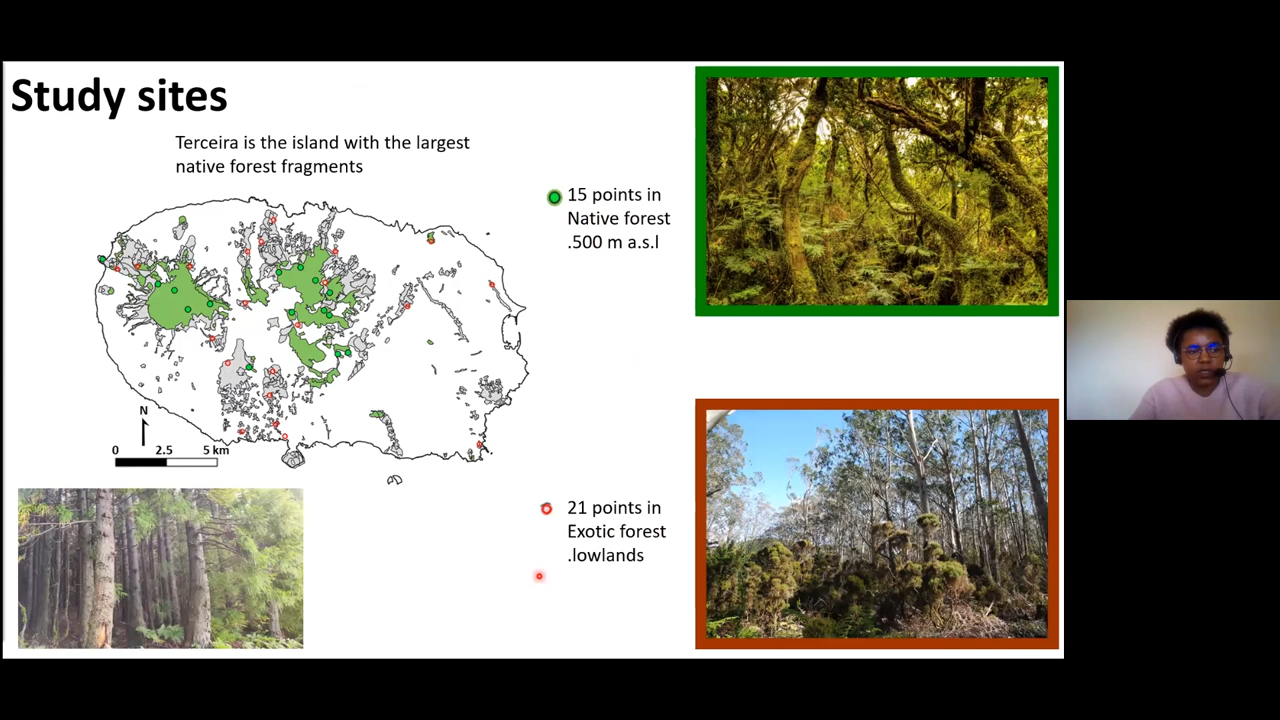 Study sites
Terceira is the island with the largest
native forest fragments
15 points in
Native forest
.500 m a.s.l
N
0 2.5 5 km
21 points in
Exotic forest
.lowlands